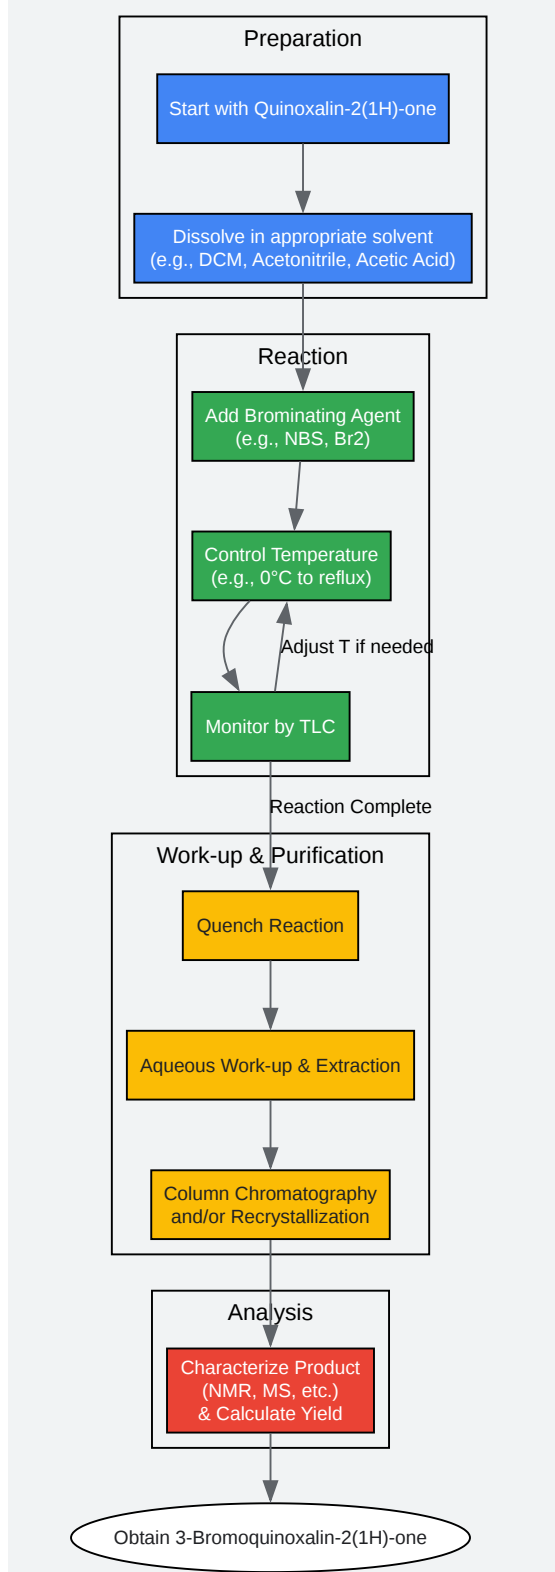 Preparation
Start with Quinoxalin-2(1H)-one
Dissolve in appropriate solvent
(e.g., DCM, Acetonitrile, Acetic Acid)
Reaction
Add Brominating Agent
(e.g., NBS, Br2)
Control Temperature
(e.g., 0°C to reflux)
Adjust T if needed
Monitor by TLC
Reaction Complete
Work-up & Purification
Quench Reaction
Aqueous Work-up & Extraction
Column Chromatography
and/or Recrystallization
Analysis
Characterize Product
(NMR, MS, etc.)
& Calculate Yield
Obtain 3-Bromoquinoxalin-2(1H)-one